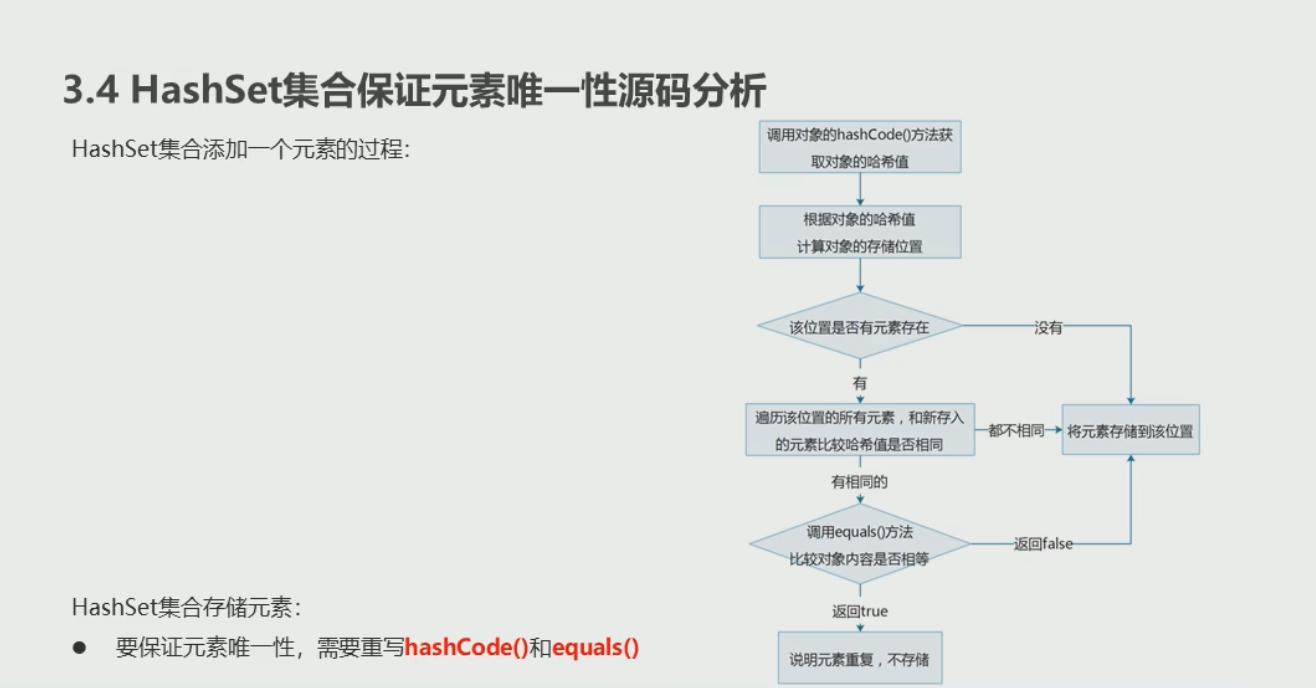 3.4 HashSet集合保证元素唯一性源码分析
HashSet集合添加一个元素的过程:
调用对象的hashCode()方法获
取对象的哈希值
根据对象的哈希值
计算对象的存储位置
该位置是否有元素存在
没有
有
遍历该位置的所有元素，和新存入
的元素比较哈希值是否相同
都不相同
将元素存储到该位置
有相同的
调用equals()方法
比较对象内容是否相等
返回false
返回true
说明元素重复，不存储
HashSet集合存储元素:
● 要保证元素唯一性，需要重写hashCode()和equals()